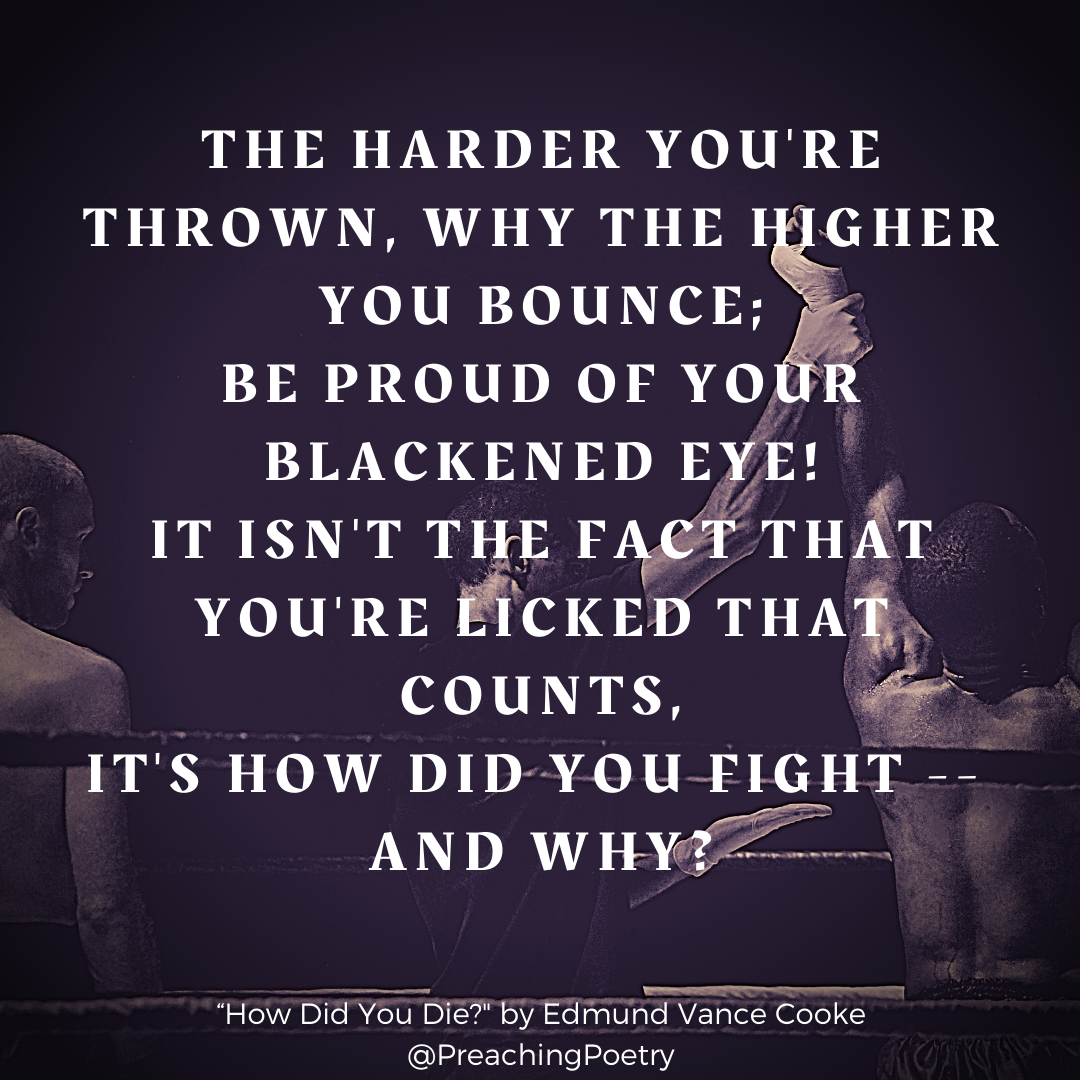 THE HARDER YOU'RE
THROWN, WHY THE HIGHER
YOU BOUNCE;
BE PROUD OF YOUR
BLACKENED EYE!
IT ISN'T THE FACT THAT
YOU'RE LICKED THAT
COUNTS,
IT'S HOW DID YOU FIGHT --
AND WHY?
“How Did You Die?" by Edmund Vance Cooke
@PreachingPoetry